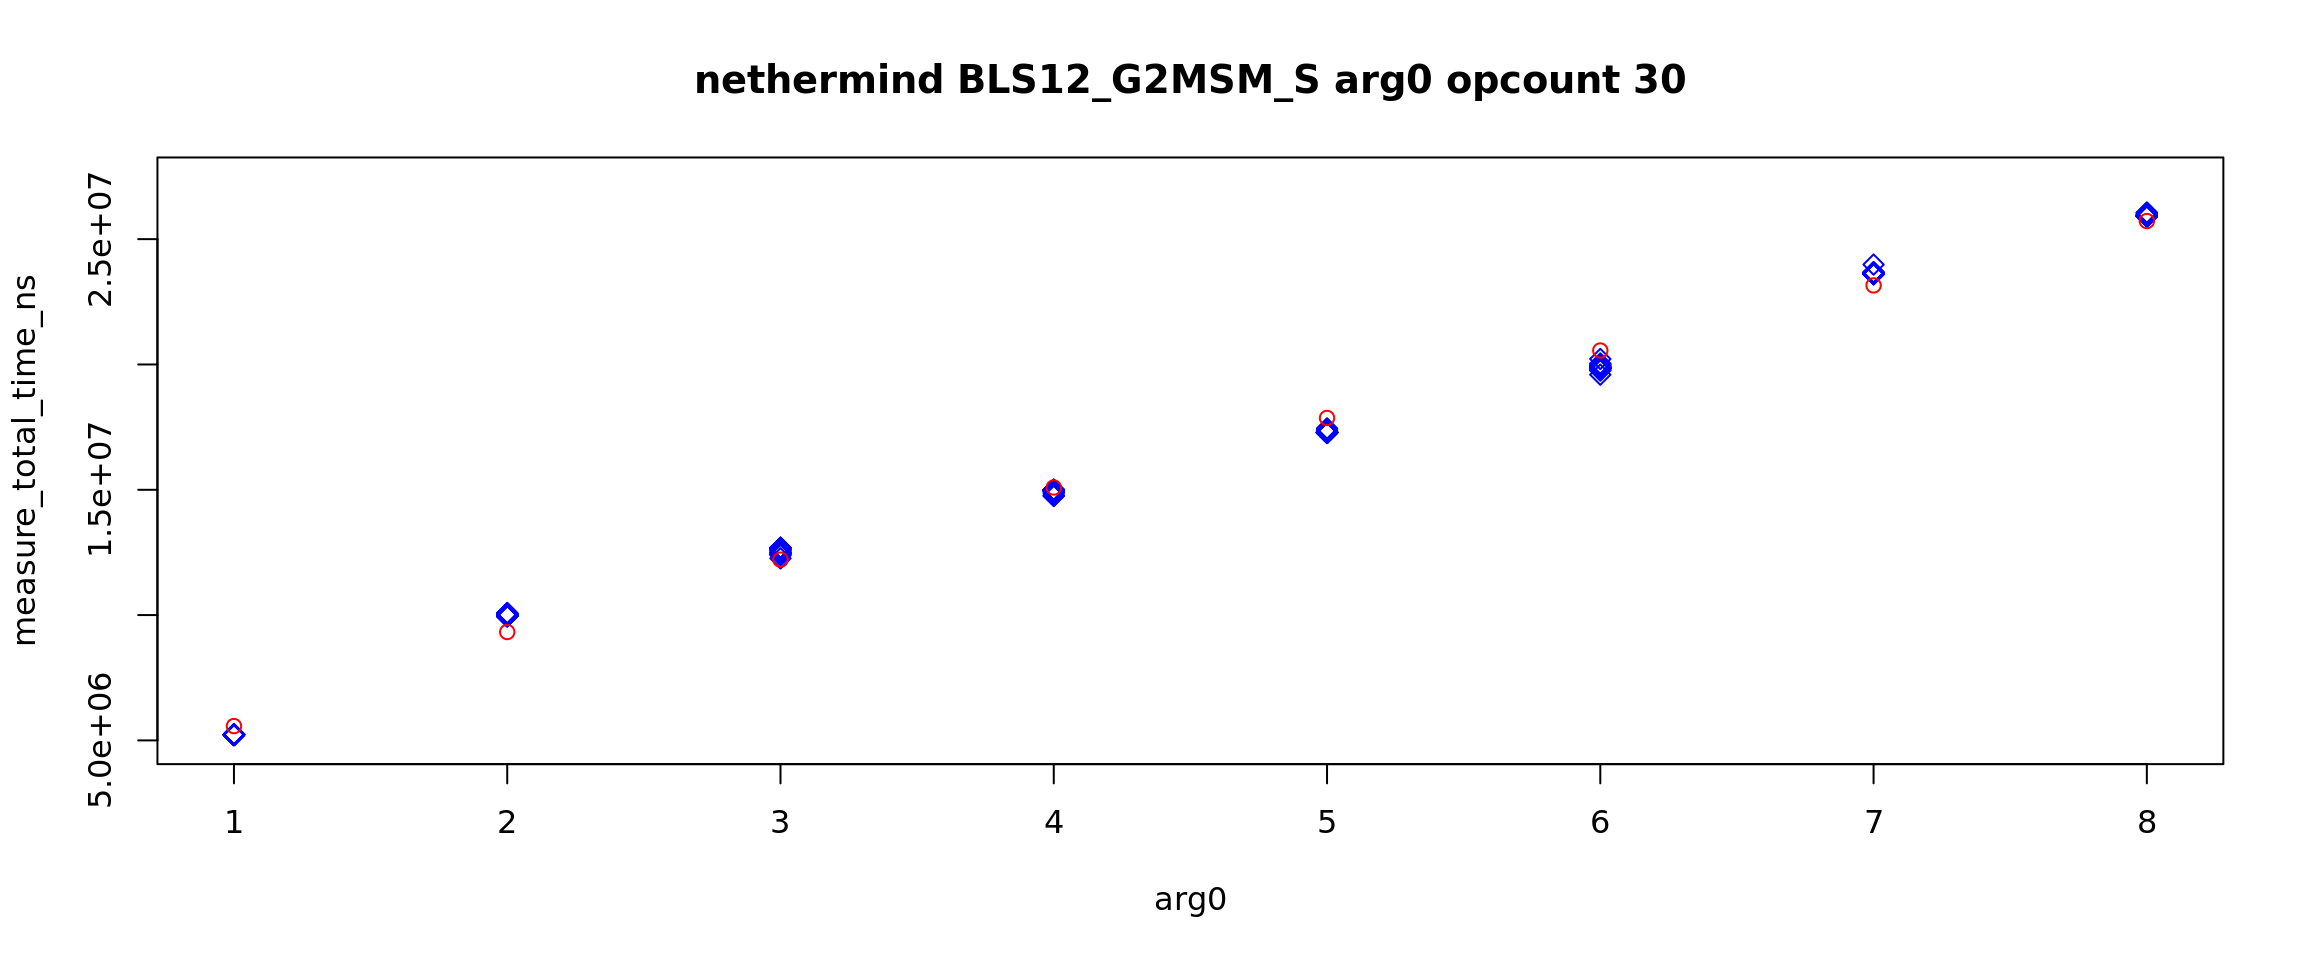 nethermind BLS12_G2MSM_S arg0 opcount 30
measure_total_time_ns
2.5e+07
1.5e+07
5.0e+06
1 2 3 4 5 6 7 8
arg0